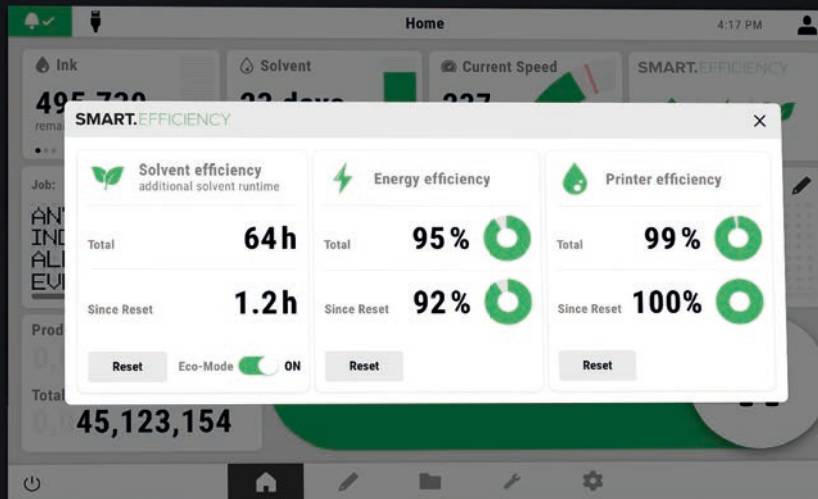 Home
4:17 PM
Ink
Solvent
Current Speed
SMART.EFFICIENCY
SMART.EFFICIENCY
Solvent efficiency
additional solvent runtime
Total 64h
Since Reset 1.2h
Reset Eco-Mode ON
Energy efficiency
Total 95%
Since Reset 92%
Reset
Printer efficiency
Total 99%
Since Reset 100%
Reset
Job:
Total
0,045,123,154